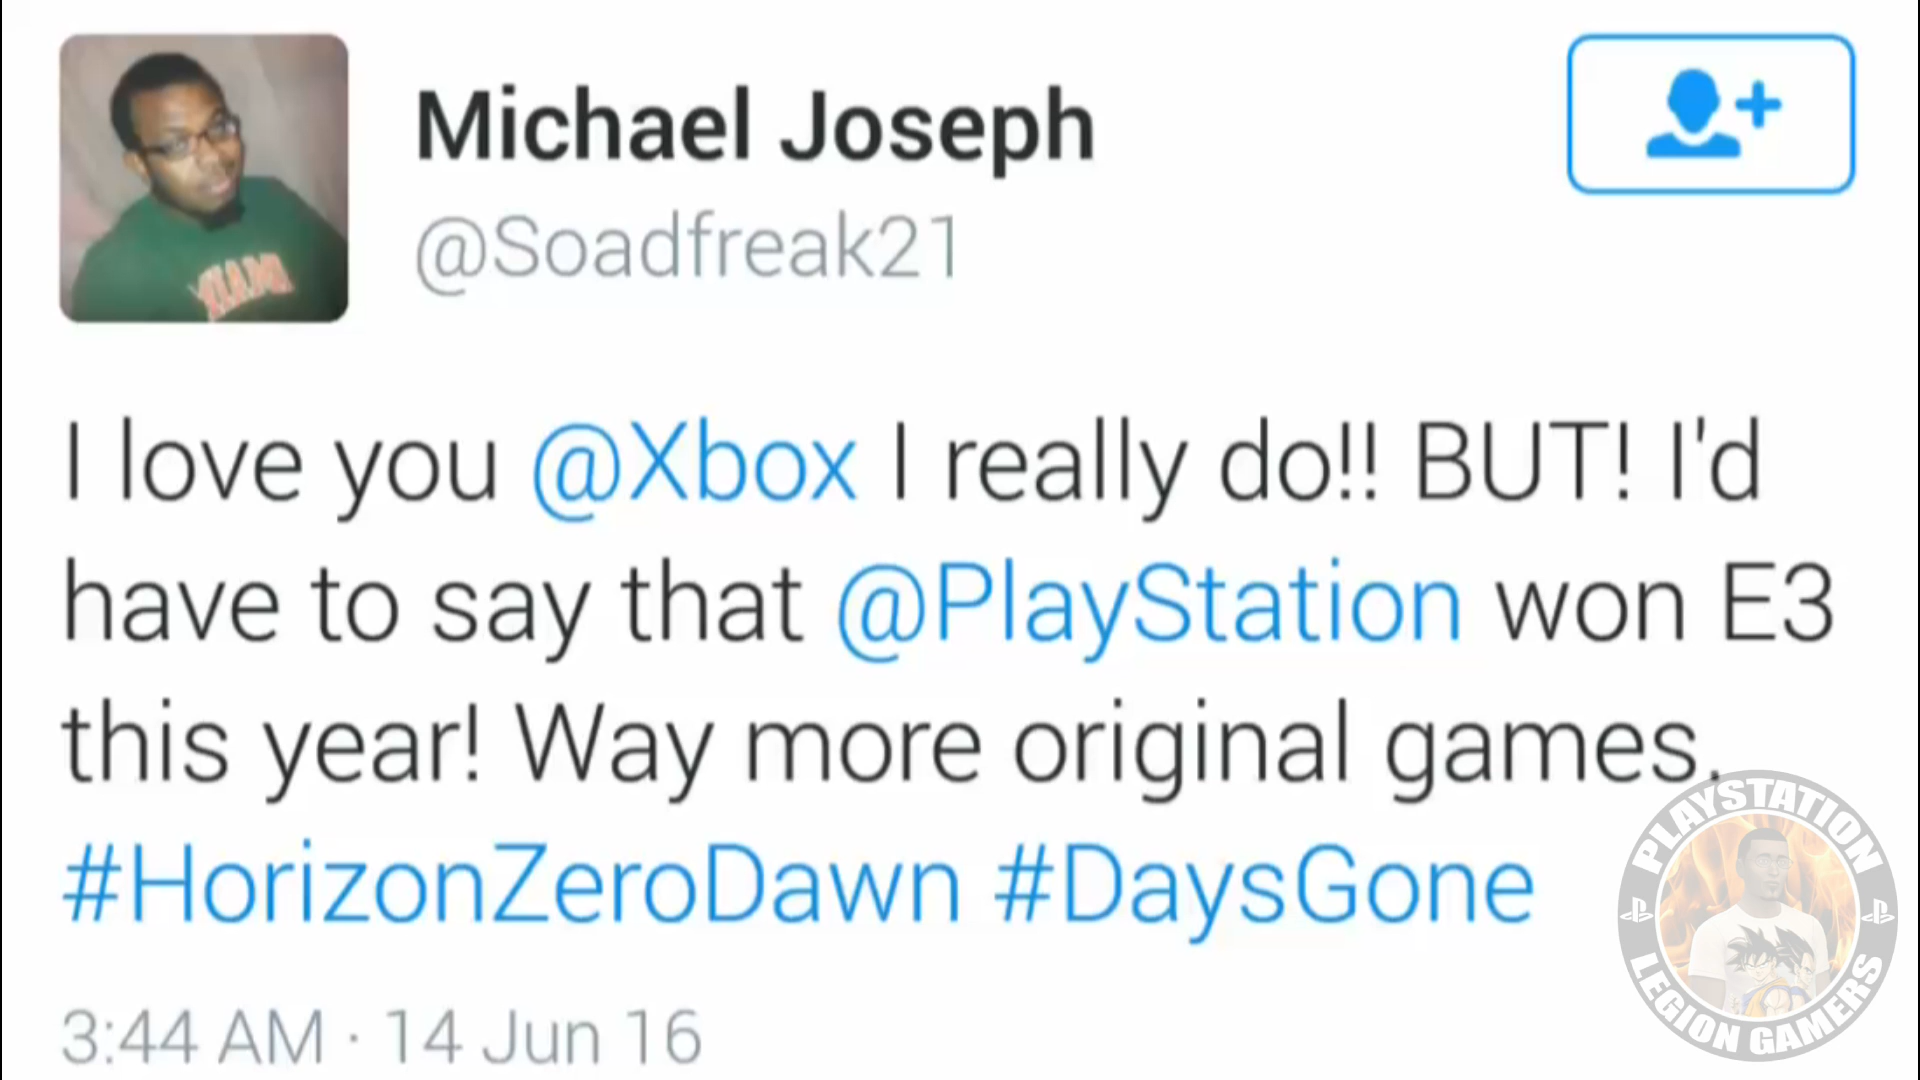 Michael Joseph
@Soadfreak21
MIAMI
I love you @Xbox I really do!! BUT! I'd
have to say that @PlayStation won E3
this year! Way more original games.
#HorizonZeroDawn #DaysGone
3:44 AM · 14 Jun 16
PLAYSTATION
LEGION GAMERS